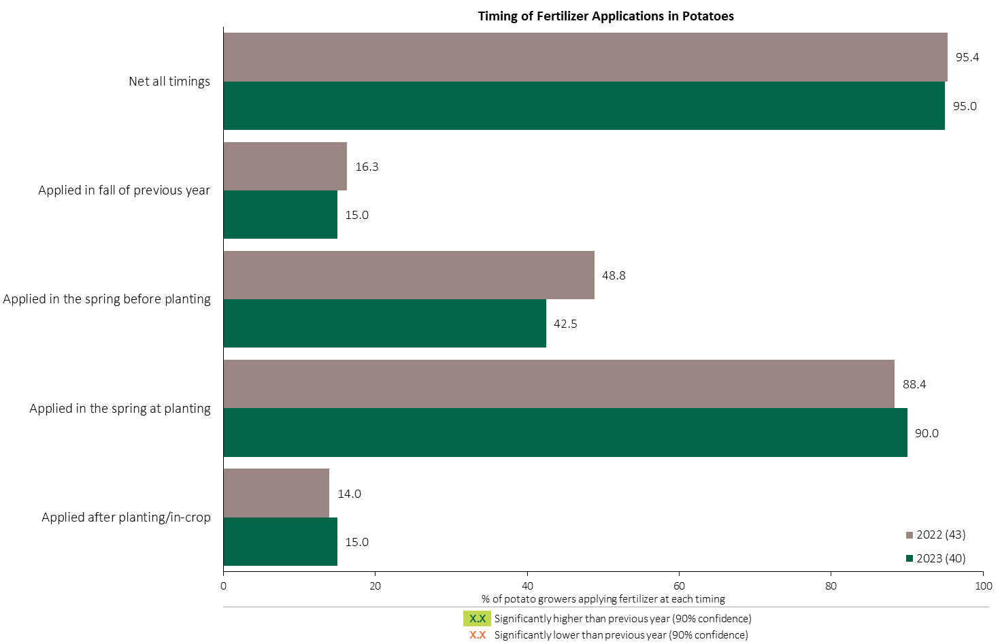 Timing of Fertilizer Applications in Potatoes
Net all timings
95.4
95.0
Applied in fall of previous year
16.3
15.0
Applied in the spring before planting
48.8
42.5
Applied in the spring at planting
88.4
90.0
Applied after planting/in-crop
14.0
15.0
2022 (43)
2023 (40)
0 20 40 60 80 100
% of potato growers applying fertilizer at each timing
X.X Significantly higher than previous year (90% confidence)
X.X Significantly lower than previous year (90% confidence)